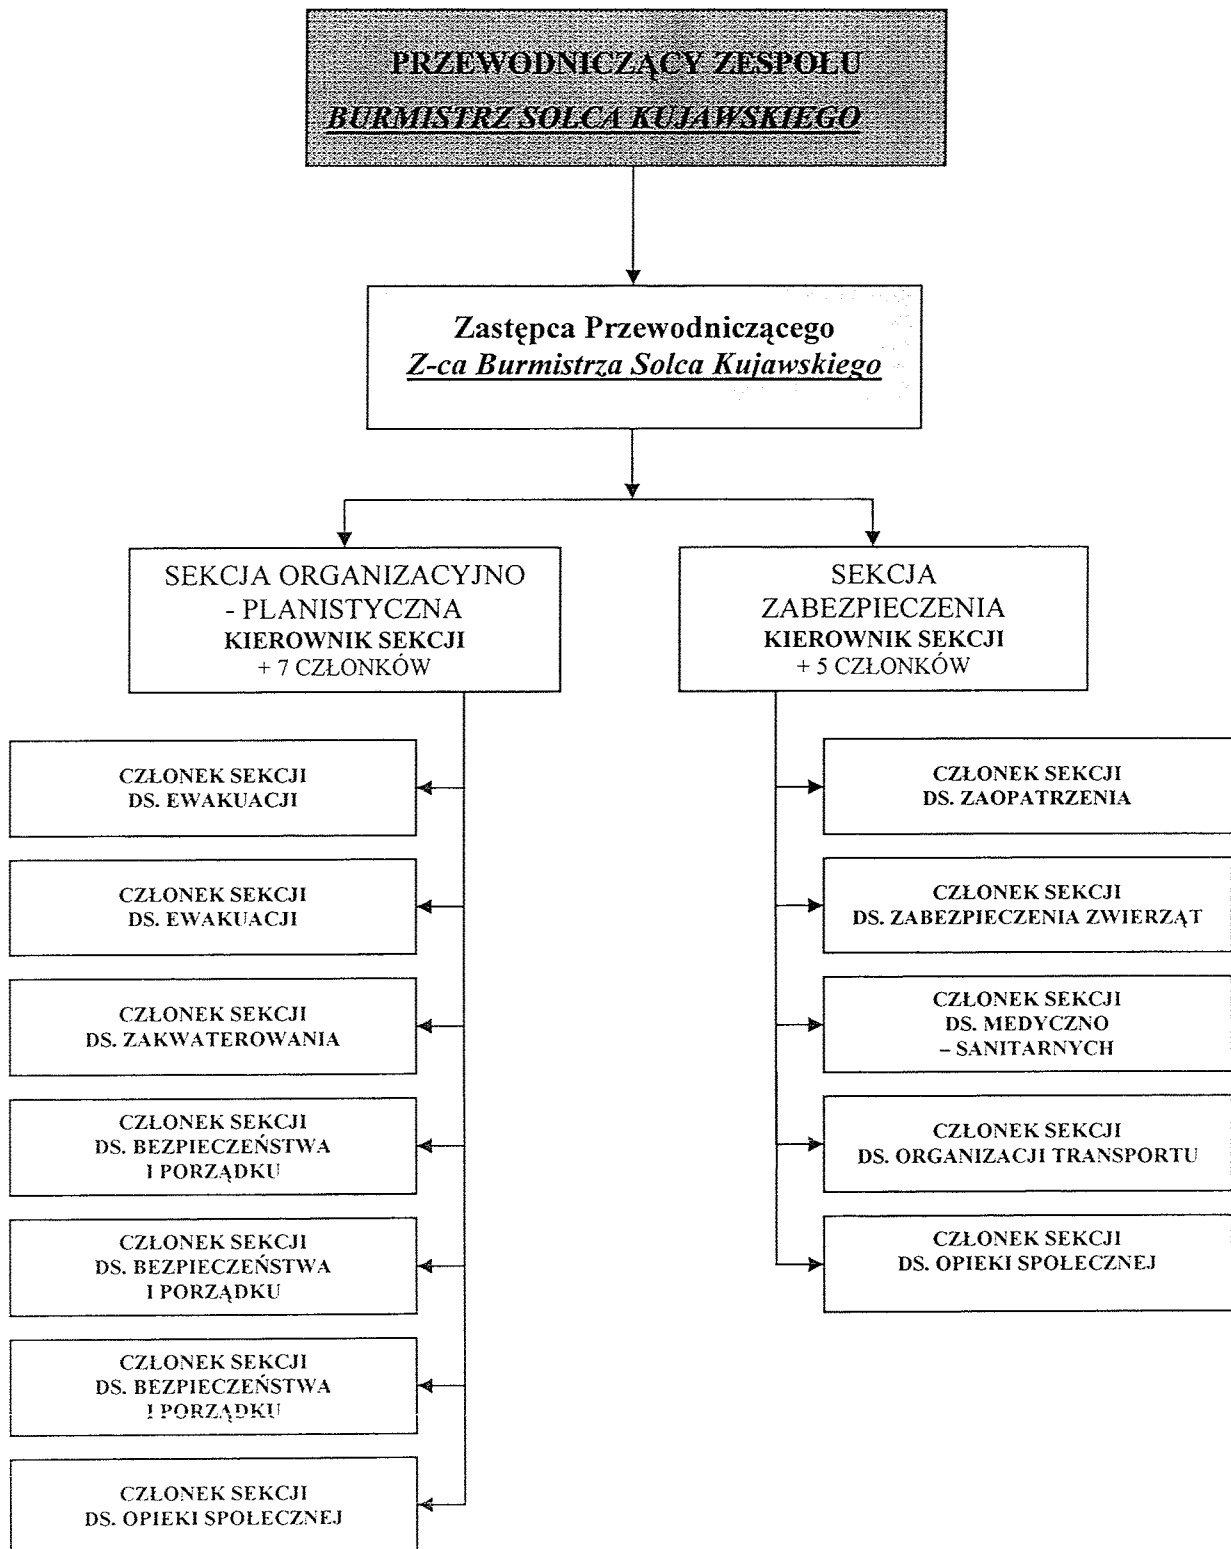 PRZEWODNICZĄCY ZESPOŁU
BURMISTRZ SOLCA KUJAWSKIEGO
Zastępca Przewodniczącego
Z-ca Burmistrza Solca Kujawskiego
SEKCJA ORGANIZACYJNO
- PLANISTYCZNA
KIEROWNIK SEKCJI
+ 7 CZŁONKÓW
SEKCJA
ZABEZPIECZENIA
KIEROWNIK SEKCJI
+ 5 CZŁONKÓW
CZŁONEK SEKCJI
DS. EWAKUACJI
CZŁONEK SEKCJI
DS. EWAKUACJI
CZŁONEK SEKCJI
DS. ZAKWATEROWANIA
CZŁONEK SEKCJI
DS. BEZPIECZEŃSTWA
I PORZĄDKU
CZŁONEK SEKCJI
DS. BEZPIECZEŃSTWA
I PORZĄDKU
CZŁONEK SEKCJI
DS. BEZPIECZEŃSTWA
I PORZĄDKU
CZŁONEK SEKCJI
DS. OPIEKI SPOŁECZNEJ
CZŁONEK SEKCJI
DS. ZAOPATRZENIA
CZŁONEK SEKCJI
DS. ZABEZPIECZENIA ZWIERZĄT
CZŁONEK SEKCJI
DS. MEDYCZNO
– SANITARNYCH
CZŁONEK SEKCJI
DS. ORGANIZACJI TRANSPORTU
CZŁONEK SEKCJI
DS. OPIEKI SPOŁECZNEJ